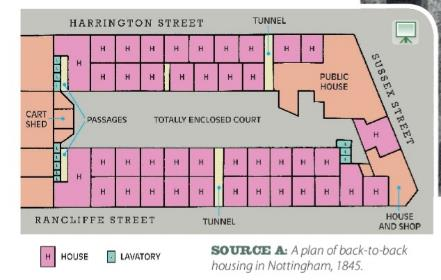 HARRINGTON STREET
TUNNEL
H H H H H H H H H H
H H H H H H H
PUBLIC
HOUSE
SUSSEX STREET
CART
SHED
PASSAGES
TOTALLY ENCLOSED COURT
H
H H H H H H H H H
H H H H H H H H H H H
RANCLIFFE STREET
TUNNEL
HOUSE
AND SHOP
H HOUSE
LAVATORY
SOURCE A: A plan of back-to-back
housing in Nottingham, 1845.